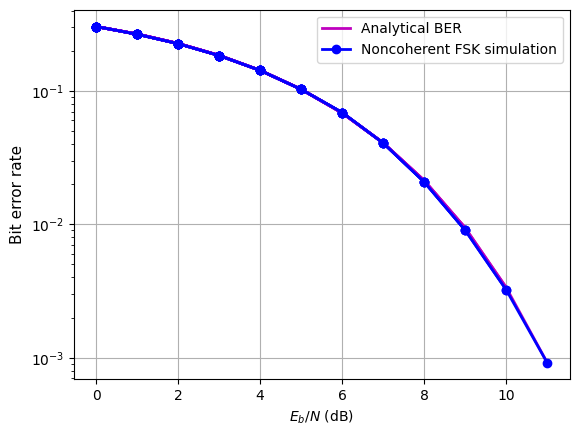 Analytical BER
Noncoherent FSK simulation
10⁻¹
10⁻²
10⁻³
Bit error rate
0 2 4 6 8 10
E_b/N (dB)